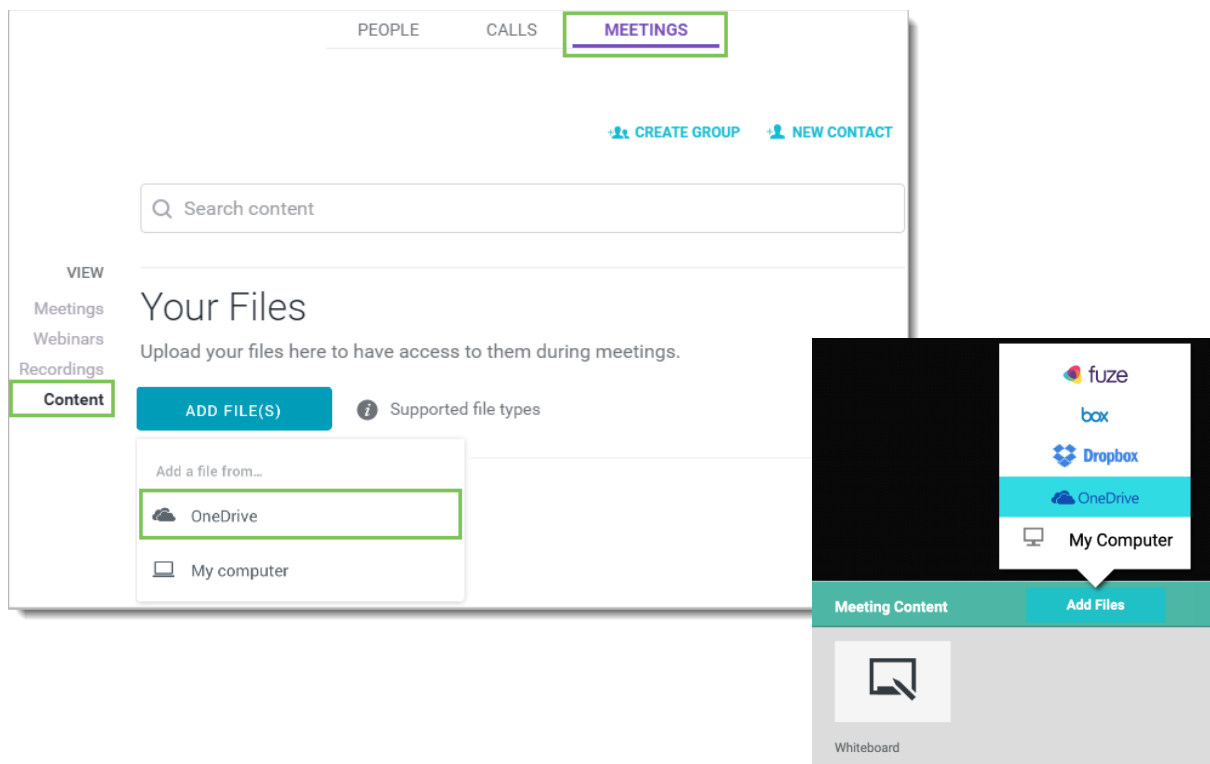 PEOPLE CALLS MEETINGS
CREATE GROUP NEW CONTACT
Search content
VIEW
Meetings
Webinars
Recordings
Content
Your Files
Upload your files here to have access to them during meetings.
ADD FILE(S) i Supported file types
Add a file from...
OneDrive
My computer
fuze
box
Dropbox
OneDrive
My Computer
Meeting Content Add Files
Whiteboard